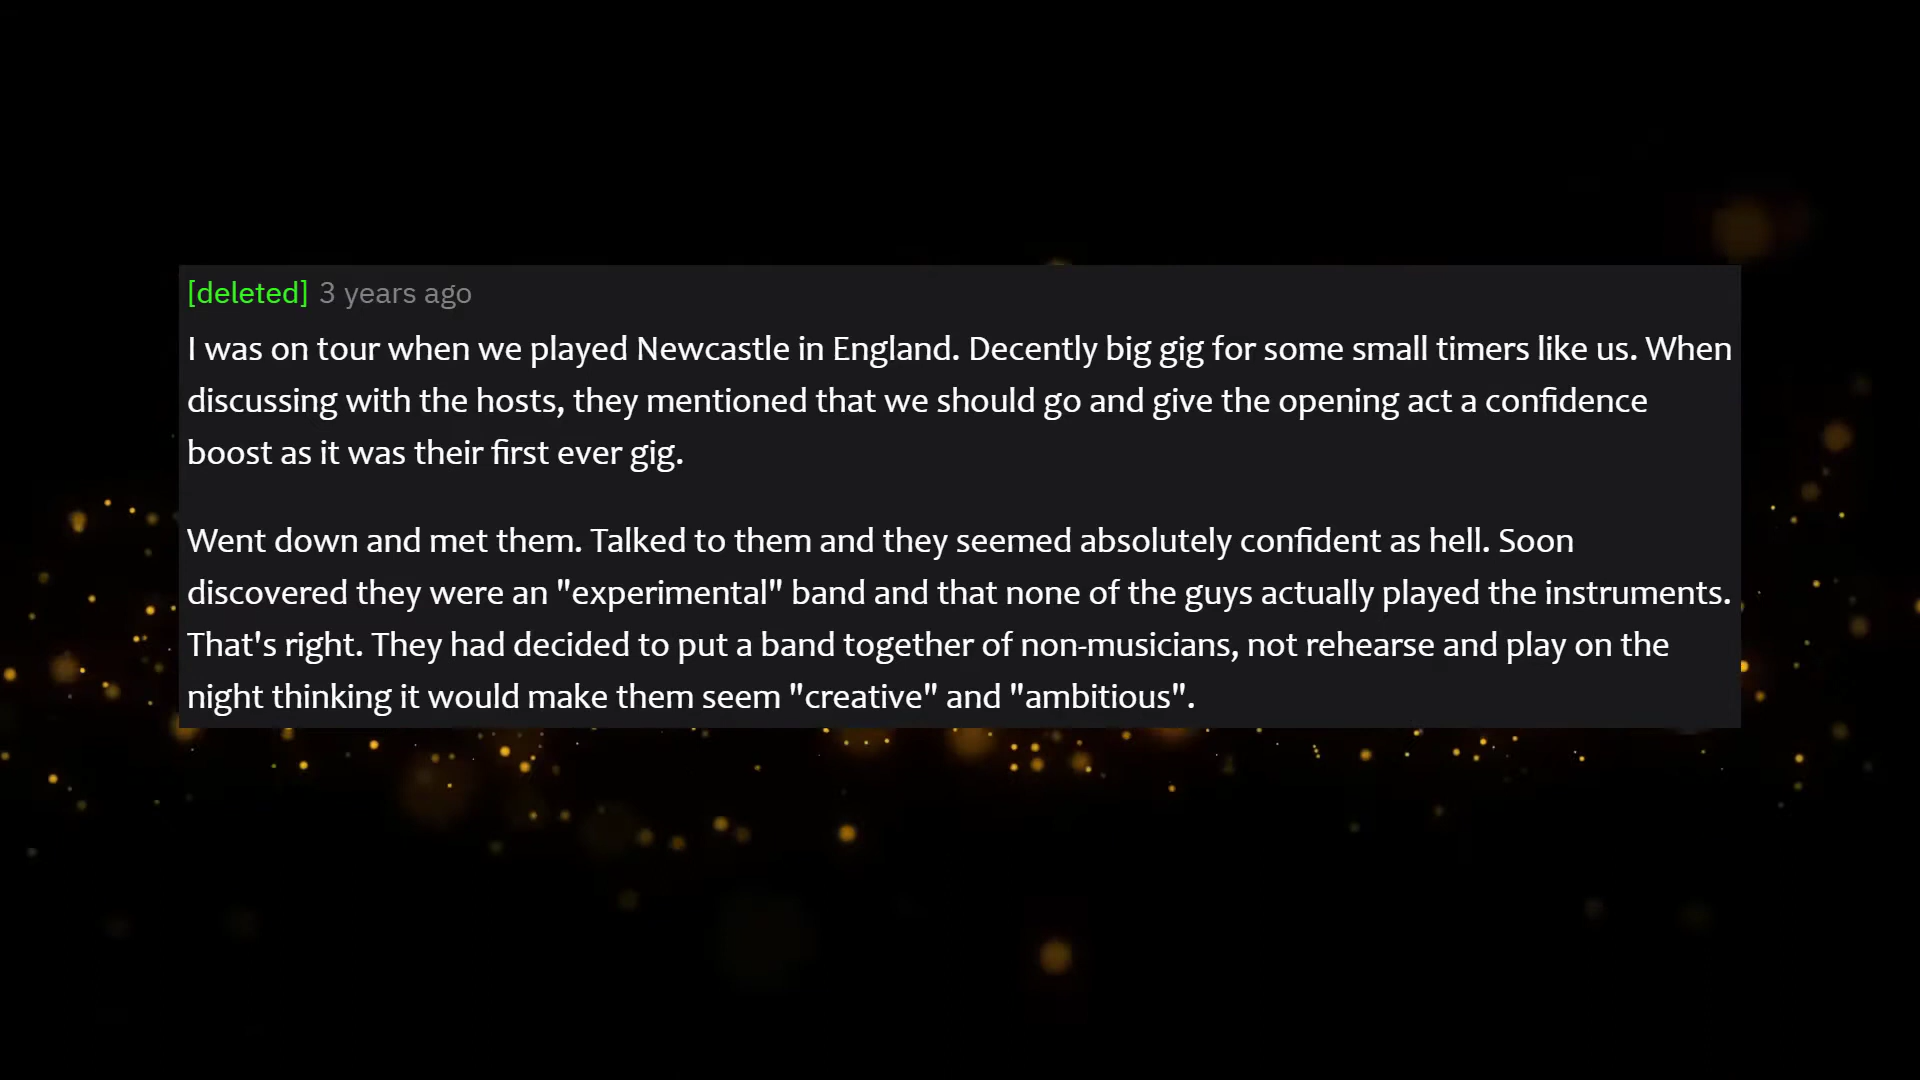 [deleted] 3 years ago
I was on tour when we played Newcastle in England. Decently big gig for some small timers like us. When
discussing with the hosts, they mentioned that we should go and give the opening act a confidence
boost as it was their first ever gig.
Went down and met them. Talked to them and they seemed absolutely confident as hell. Soon
discovered they were an "experimental" band and that none of the guys actually played the instruments.
That's right. They had decided to put a band together of non-musicians, not rehearse and play on the
night thinking it would make them seem "creative" and "ambitious".